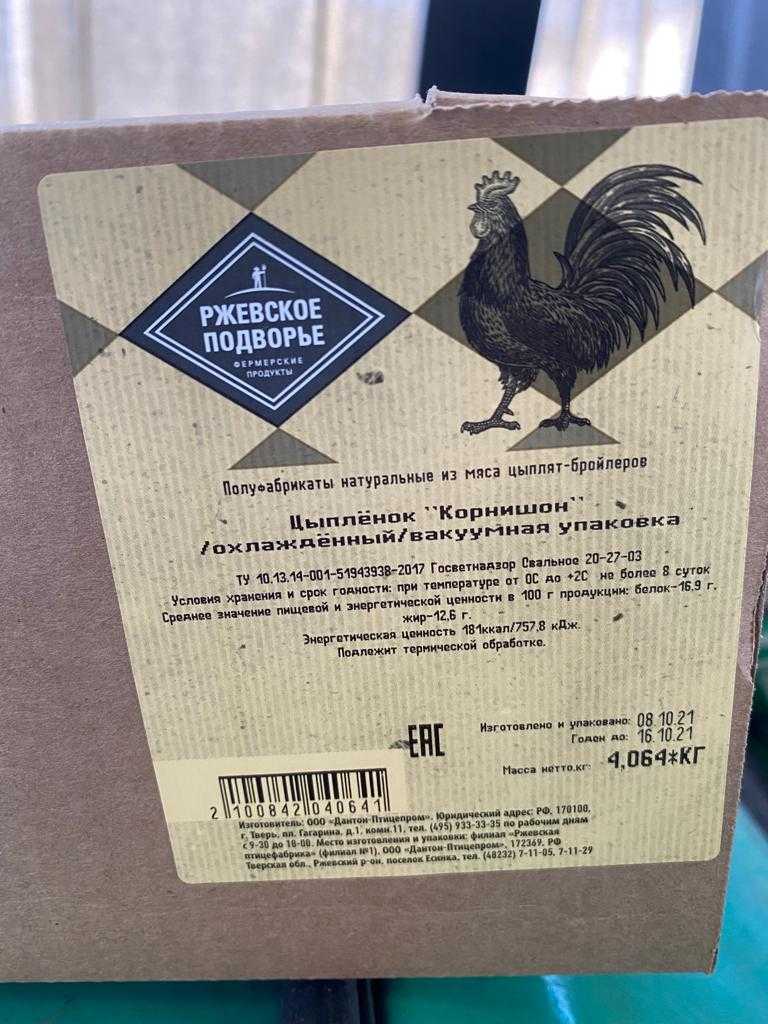 РЖЕВСКОЕ
ПОДВОРЬЕ
ФЕРМЕРСКИЕ
ПРОДУКТЫ
Полуфабрикаты натуральные из мяса цыплят-бройлеров
Цыплёнок "Корнишон"
/охлаждённый/вакуумная упаковка
ТУ 10.13.14-001-51943938-2017 Госветнадзор Свальное 20-27-03
Условия хранения и срок годности: при температуре от 0С до +2С не более 8 суток
Среднее значение пищевой и энергетической ценности в 100 г продукции: белок-16,9 г.
жир-12,6 г.
Энергетическая ценность 181ккал/757,8 кДж.
Подлежит термической обработке.
ЕАС
Изготовлено и упаковано: 08.10.21
Годен до: 16.10.21
Масса нетто,кг: 4,064*КГ
2 100842 040641
Изготовитель: ООО «Дантон-Птицепром». Юридический адрес: РФ, 170100,
г. Тверь, пл. Гагарина, д.1, комн.11, тел. (495) 933-33-35 по рабочим дням
с 9-30 до 18-00. Место изготовления и упаковки: филиал «Ржевская
птицефабрика» (филиал №1), ООО «Дантон-Птицепром», 172369, РФ
Тверская обл., Ржевский р-он, поселок Есинка, тел. (48232) 7-11-05, 7-11-29